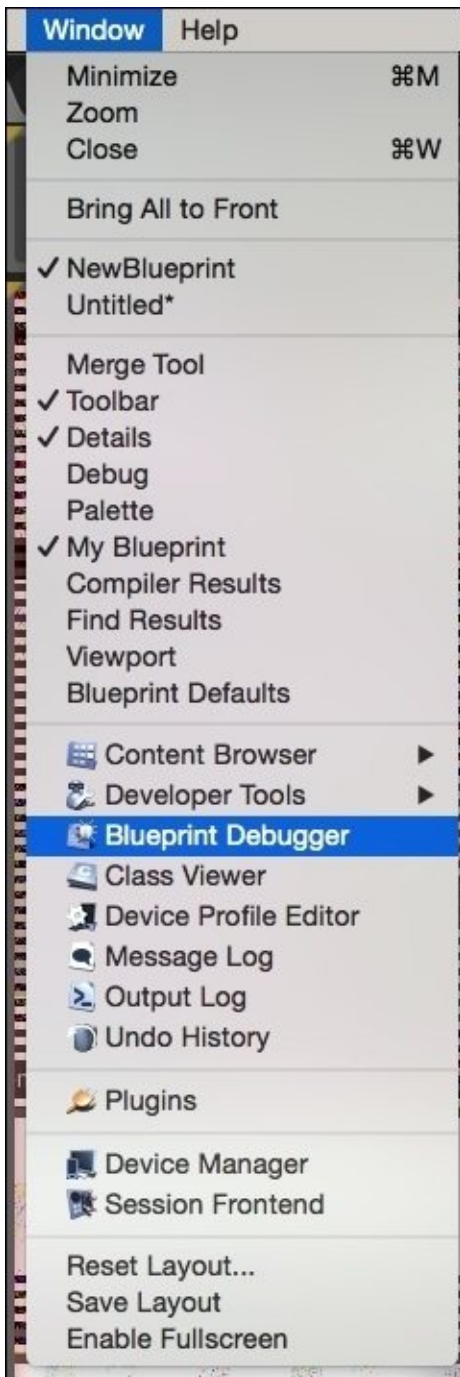 Window Help
Minimize ⌘M
Zoom
Close ⌘W
Bring All to Front
✓ NewBlueprint
Untitled*
Merge Tool
✓ Toolbar
✓ Details
Debug
Palette
✓ My Blueprint
Compiler Results
Find Results
Viewport
Blueprint Defaults
Content Browser ▶
Developer Tools ▶
Blueprint Debugger
Class Viewer
Device Profile Editor
Message Log
Output Log
Undo History
Plugins
Device Manager
Session Frontend
Reset Layout...
Save Layout
Enable Fullscreen